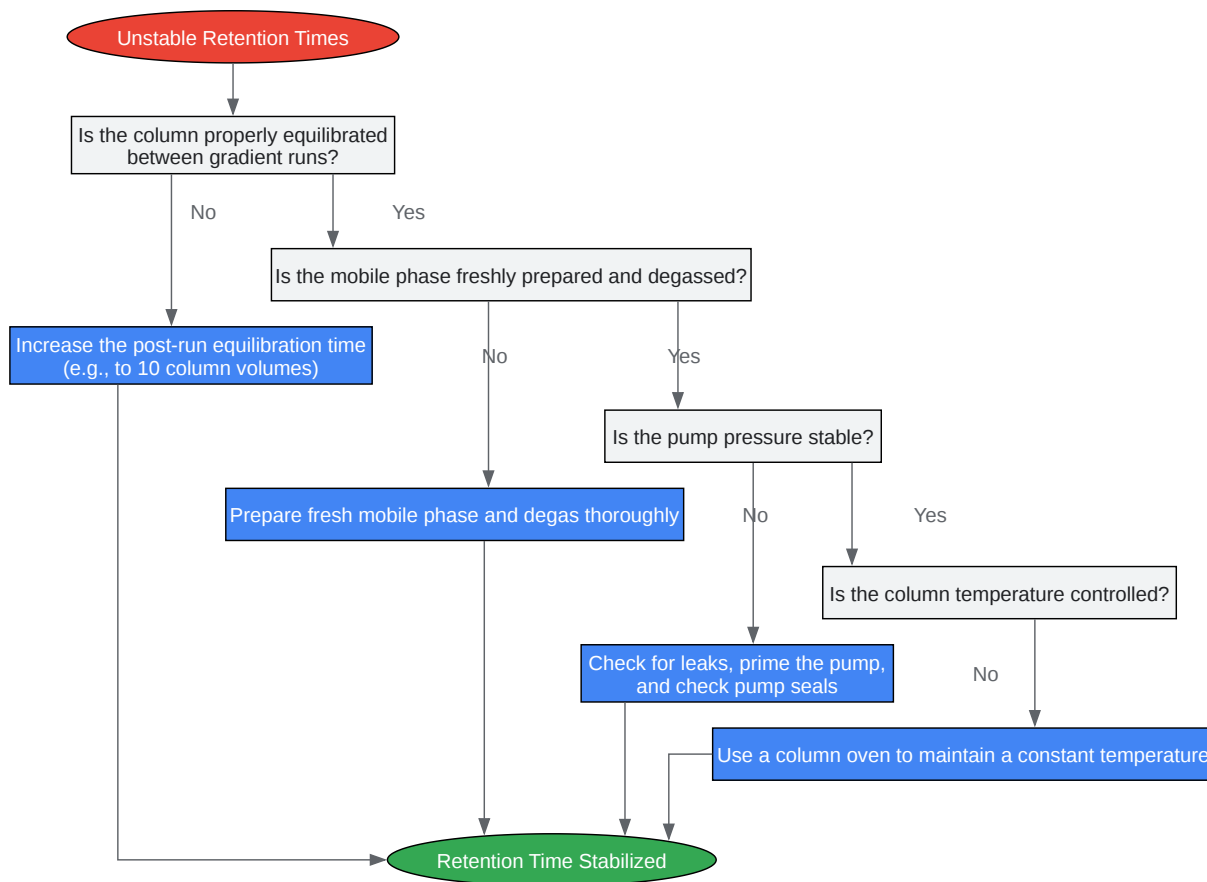 Unstable Retention Times
Is the column properly equilibrated
between gradient runs?
No
Yes
Is the mobile phase freshly prepared and degassed?
Increase the post-run equilibration time
(e.g., to 10 column volumes)
No
Yes
Is the pump pressure stable?
Prepare fresh mobile phase and degas thoroughly
No
Yes
Is the column temperature controlled?
Check for leaks, prime the pump,
and check pump seals
No
Use a column oven to maintain a constant temperature
Retention Time Stabilized